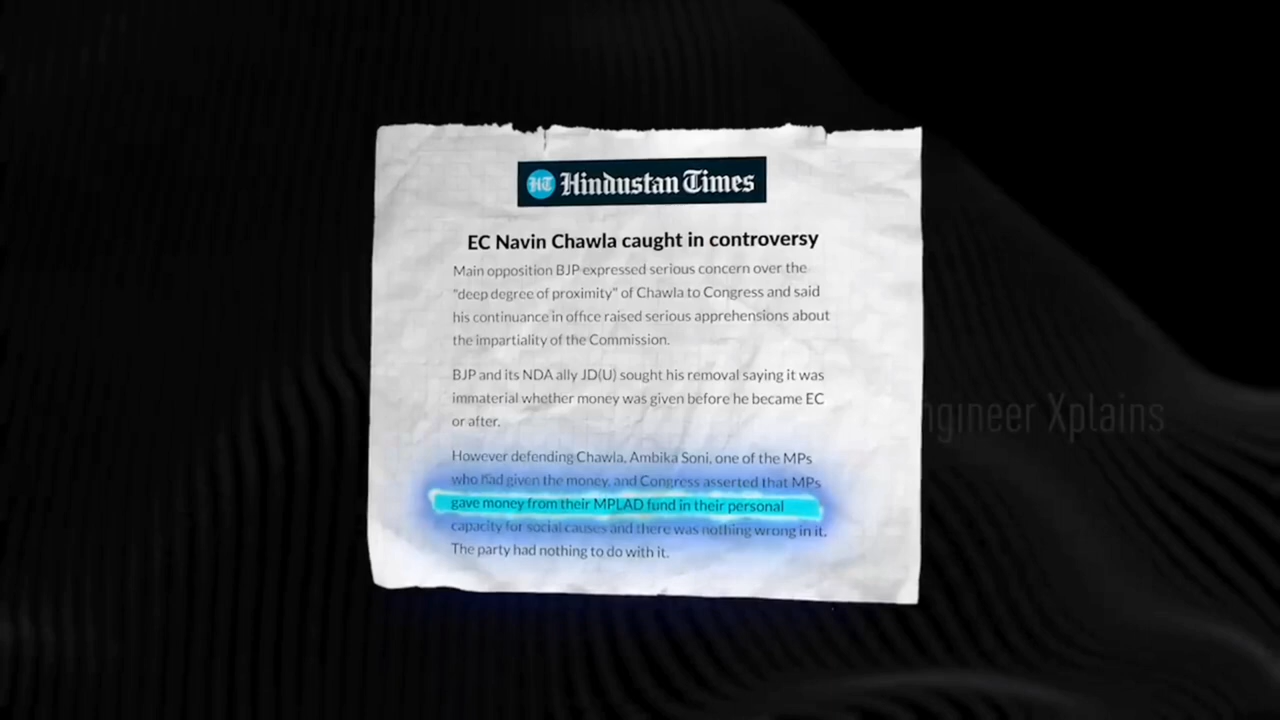 HT Hindustan Times
EC Navin Chawla caught in controversy
Main opposition BJP expressed serious concern over the
"deep degree of proximity" of Chawla to Congress and said
his continuance in office raised serious apprehensions about
the impartiality of the Commission.
BJP and its NDA ally JD(U) sought his removal saying it was
immaterial whether money was given before he became EC
or after.
However defending Chawla, Ambika Soni, one of the MPs
who had given the money, and Congress asserted that MPs
gave money from their MPLAD fund in their personal
capacity for social causes and there was nothing wrong in it.
The party had nothing to do with it.
ngineer Xplains